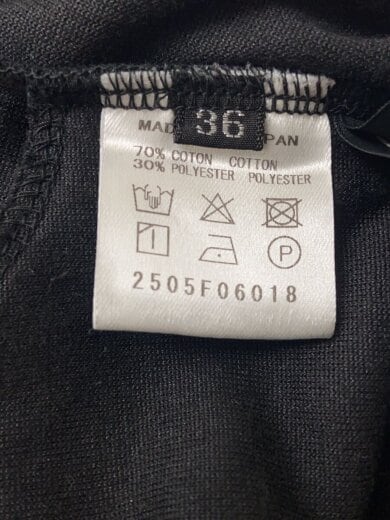 36
MAD PAN
70% COTON COTTON
30% POLYESTER POLYESTER
P
2505F06018